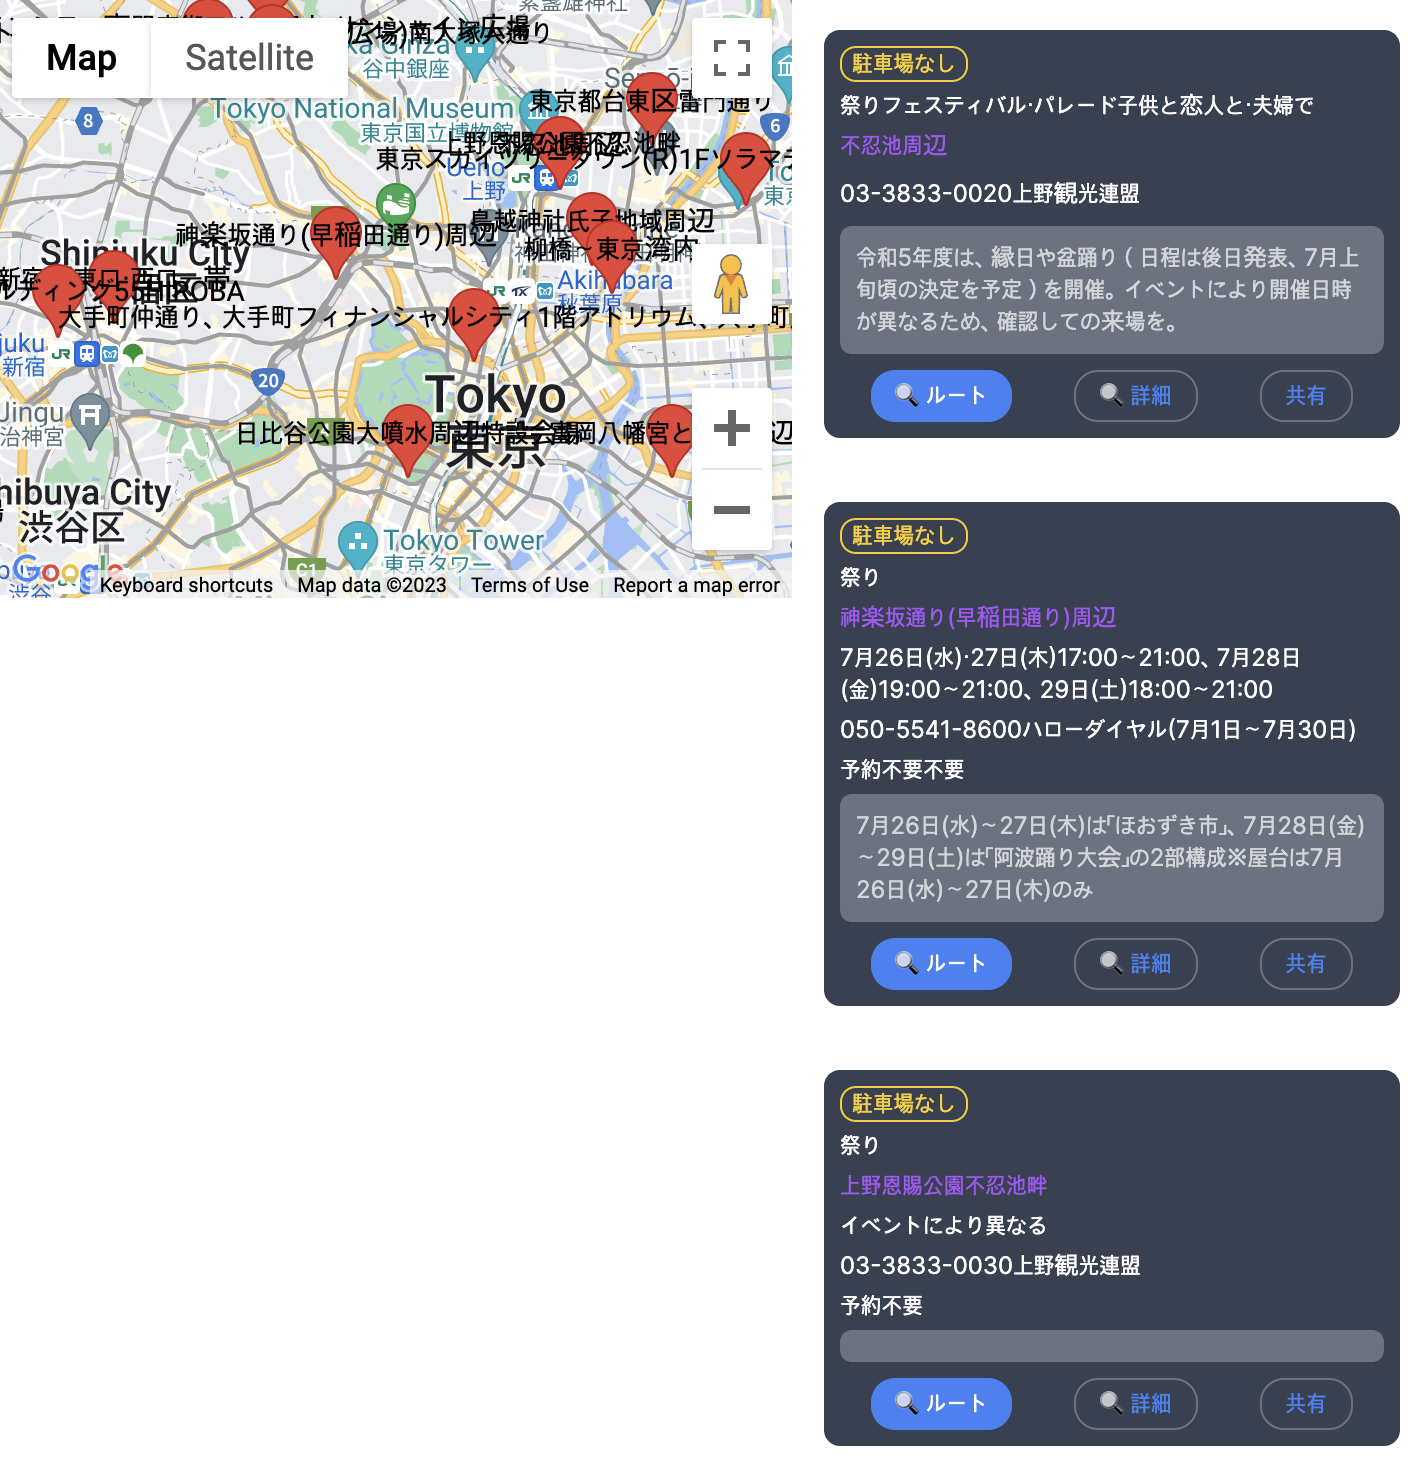 広場)南大塚通り
Map
Satellite
谷中銀座
Tokyo National Museum
東京国立博物館
東京都台東区雷門通り
8
6
上野恩賜公園不忍池畔
東京スカイツリータウン(R)1Fソラマチ
Ueno
上野
神楽坂通り(早稲田通り)周辺
鳥越神社氏子地域周辺
柳橋~東京湾内
Shinjuku City
Akihabara
秋葉原
大手町仲通り、大手町フィナンシャルシティ1階アトリウム、大手町
新宿
20
Tokyo
東京
Jingu
治神宮
日比谷公園大噴水周辺特設会場
富岡八幡宮と
hibuya City
渋谷区
Tokyo Tower
東京タワー
C1
Google
渋谷
Keyboard shortcuts
Map data ©2023
Terms of Use
Report a map error
駐車場なし
祭りフェスティバル·パレード子供と恋人と·夫婦で
不忍池周辺
03-3833-0020上野観光連盟
令和5年度は、縁日や盆踊り(日程は後日発表、7月上
旬頃の決定を予定)を開催。イベントにより開催日時
が異なるため、確認しての来場を。
ルート
詳細
共有
駐車場なし
祭り
神楽坂通り(早稲田通り)周辺
7月26日(水)·27日(木)17:00~21:00、7月28日
(金)19:00~21:00、29日(土)18:00~21:00
050-5541-8600ハローダイヤル(7月1日~7月30日)
予約不要不要
7月26日(水)~27日(木)は「ほおずき市」、7月28日(金)
~29日(土)は「阿波踊り大会」の2部構成※屋台は7月
26日(水)~27日(木)のみ
ルート
詳細
共有
駐車場なし
祭り
上野恩賜公園不忍池畔
イベントにより異なる
03-3833-0030上野観光連盟
予約不要
ルート
詳細
共有